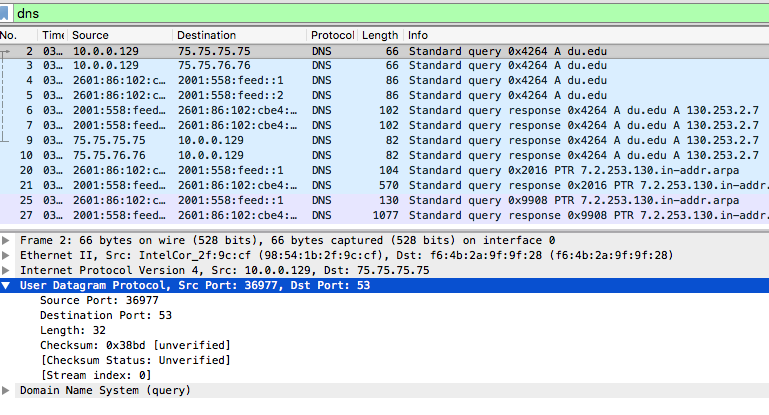 dns
No. Time Source Destination Protocol Length Info
2 03… 10.0.0.129 75.75.75.75 DNS 66 Standard query 0x4264 A du.edu
3 03… 10.0.0.129 75.75.76.76 DNS 66 Standard query 0x4264 A du.edu
4 03… 2601:86:102:c… 2001:558:feed::1 DNS 86 Standard query 0x4264 A du.edu
5 03… 2601:86:102:c… 2001:558:feed::2 DNS 86 Standard query 0x4264 A du.edu
6 03… 2001:558:feed… 2601:86:102:cbe4:… DNS 102 Standard query response 0x4264 A du.edu A 130.253.2.7
7 03… 2001:558:feed… 2601:86:102:cbe4:… DNS 102 Standard query response 0x4264 A du.edu A 130.253.2.7
9 03… 75.75.75.75 10.0.0.129 DNS 82 Standard query response 0x4264 A du.edu A 130.253.2.7
10 03… 75.75.76.76 10.0.0.129 DNS 82 Standard query response 0x4264 A du.edu A 130.253.2.7
20 03… 2601:86:102:c… 2001:558:feed::1 DNS 104 Standard query 0x2016 PTR 7.2.253.130.in-addr.arpa
21 03… 2001:558:feed… 2601:86:102:cbe4:… DNS 570 Standard query response 0x2016 PTR 7.2.253.130.in-addr.
25 03… 2601:86:102:c… 2001:558:feed::1 DNS 130 Standard query 0x9908 PTR 7.2.253.130.in-addr.arpa
27 03… 2001:558:feed… 2601:86:102:cbe4:… DNS 1077 Standard query response 0x9908 PTR 7.2.253.130.in-addr.
Frame 2: 66 bytes on wire (528 bits), 66 bytes captured (528 bits) on interface 0
Ethernet II, Src: IntelCor_2f:9c:cf (98:54:1b:2f:9c:cf), Dst: f6:4b:2a:9f:9f:28 (f6:4b:2a:9f:9f:28)
Internet Protocol Version 4, Src: 10.0.0.129, Dst: 75.75.75.75
User Datagram Protocol, Src Port: 36977, Dst Port: 53
Source Port: 36977
Destination Port: 53
Length: 32
Checksum: 0x38bd [unverified]
[Checksum Status: Unverified]
[Stream index: 0]
Domain Name System (query)